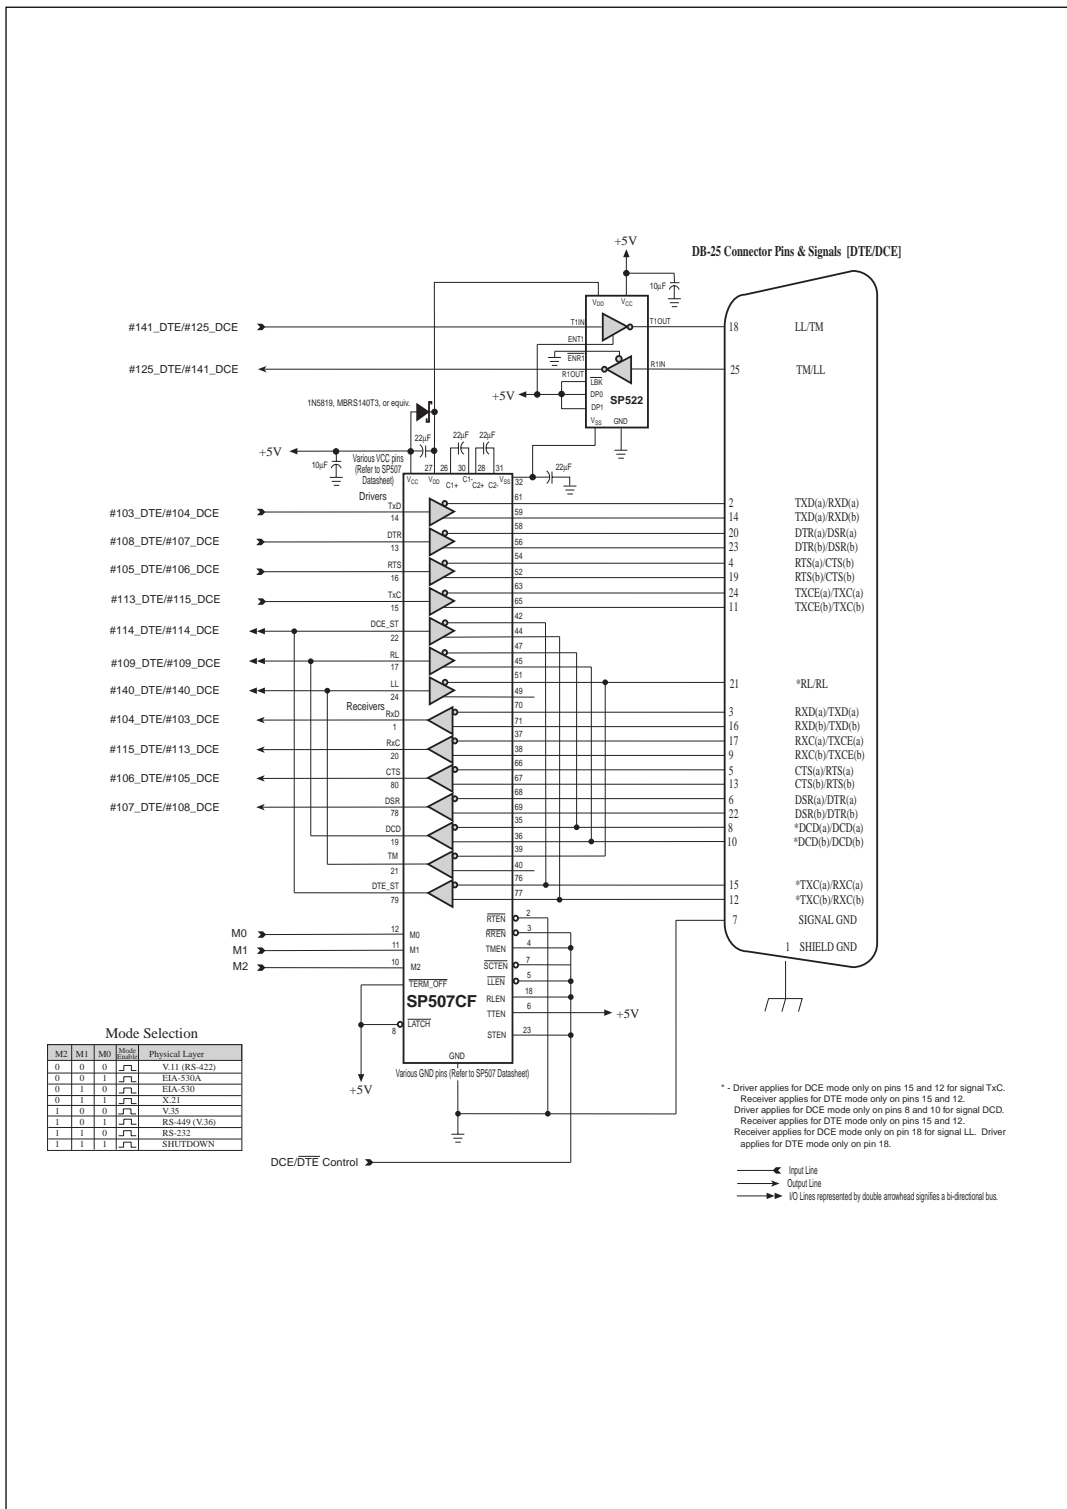 DB-25 Connector Pins & Signals [DTE/DCE]
+5V
10µF
VDD VCC
#141_DTE/#125_DCE T1IN T1OUT 18 LL/TM
ENT1
ENR1
#125_DTE/#141_DCE R1OUT R1IN 25 TM/LL
LBK
+5V DP0 SP522
DP1
VSS GND
1N5819, MBRS140T3, or equiv.
22µF 22µF 22µF
+5V 10µF 22µF
Various VCC pins
(Refer to SP507
Datasheet)
27 26 30 28 31
VCC VDD C1+ C1- C2+ C2- VSS 32
Drivers
#103_DTE/#104_DCE TxD 14 61 2 TXD(a)/RXD(a)
59 14 TXD(a)/RXD(b)
#108_DTE/#107_DCE DTR 13 58 20 DTR(a)/DSR(a)
56 23 DTR(b)/DSR(b)
#105_DTE/#106_DCE RTS 16 54 4 RTS(a)/CTS(b)
52 19 RTS(b)/CTS(b)
#113_DTE/#115_DCE TxC 15 63 24 TXCE(a)/TXC(a)
65 11 TXCE(b)/TXC(b)
#114_DTE/#114_DCE DCE_ST 22 42
44
#109_DTE/#109_DCE RL 17 47
45
#140_DTE/#140_DCE LL 24 51 21 *RL/RL
49
Receivers
#104_DTE/#103_DCE RxD 1 70 3 RXD(a)/TXD(a)
71 16 RXD(b)/TXD(b)
#115_DTE/#113_DCE RxC 20 37 17 RXC(a)/TXCE(a)
38 9 RXC(b)/TXCE(b)
#106_DTE/#105_DCE CTS 80 66 5 CTS(a)/RTS(a)
67 13 CTS(b)/RTS(b)
#107_DTE/#108_DCE DSR 78 68 6 DSR(a)/DTR(a)
69 22 DSR(b)/DTR(b)
DCD 19 35 8 *DCD(a)/DCD(a)
36 10 *DCD(b)/DCD(b)
TM 21 39
40
DTE_ST 79 76 15 *TXC(a)/RXC(a)
77 12 *TXC(b)/RXC(b)
RTEN 2 7 SIGNAL GND
M0 12 M0 RREN 3
M1 11 M1 TMEN 4 1 SHIELD GND
M2 10 M2 SCTEN 7
TERM_OFF LLEN 5
SP507CF RLEN 18
TTEN 6 +5V
8 LATCH STEN 23
GND
Various GND pins (Refer to SP507 Datasheet)
+5V
DCE/DTE Control
Mode Selection
M2 M1 M0 Mode Enable Physical Layer
0 0 0 V.11 (RS-422)
0 0 1 EIA-530A
0 1 0 EIA-530
0 1 1 X.21
1 0 0 V.35
1 0 1 RS-449 (V.36)
1 1 0 RS-232
1 1 1 SHUTDOWN
* - Driver applies for DCE mode only on pins 15 and 12 for signal TxC.
Receiver applies for DTE mode only on pins 15 and 12.
Driver applies for DCE mode only on pins 8 and 10 for signal DCD.
Receiver applies for DTE mode only on pins 15 and 12.
Receiver applies for DCE mode only on pin 18 for signal LL. Driver
applies for DTE mode only on pin 18.
Input Line
Output Line
I/O Lines represented by double arrowhead signifies a bi-directional bus.